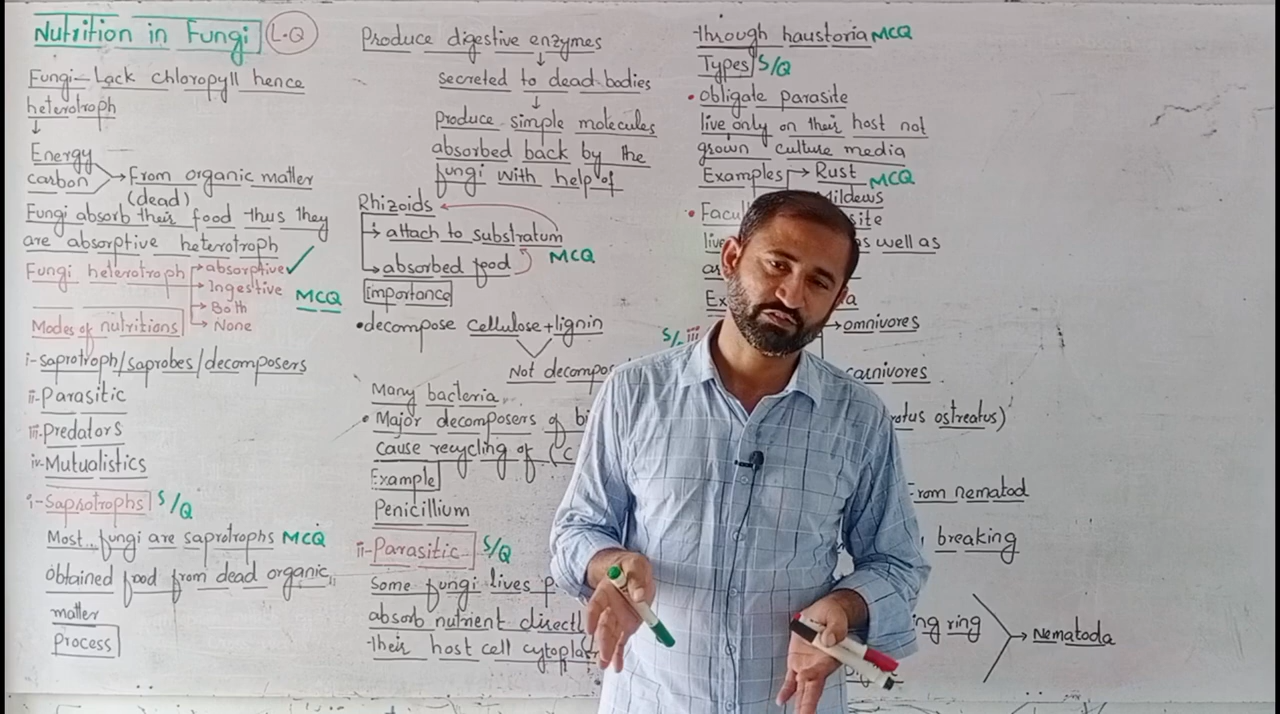 Nutrition in Fungi L-Q
Fungi - Lack chloropyll hence
heterotroph
↓
Energy
carbon → From organic matter
(dead)
Fungi absorb their food thus they
are absorptive heterotroph
Fungi heterotroph → absorptive ✓
→ Ingestive MCQ
→ Both
→ None
Modes of nutritions
i-saprotroph/saprobes/decomposers
ii-Parasitic
iii-Predators
iv-Mutualistics
i-Saprotrophs S/Q
Most fungi are saprotrophs MCQ
obtained food from dead organic
matter
Process
Produce digestive enzymes
↓
secreted to dead-bodies
↓
produce simple molecules
absorbed back by the
fungi with help of
Rhizoids
→ attach to substratum
→ absorbed food MCQ
Importance
•decompose cellulose+lignin
Not
Many bacteria
• Major decomposers of
cause recycling of (C
Example
Penicillium
ii-Parasitic S/Q
Some fungi lives
absorb nutrient
their host cell
through haustoria MCQ
Types S/Q
• obligate parasite
live only on their host not
grown culture media
Examples → Rust MCQ
Mildews
•
as well as
→ omnivores
carnivores
ostreatus)
From nematod
breaking
ring
→ Nematoda